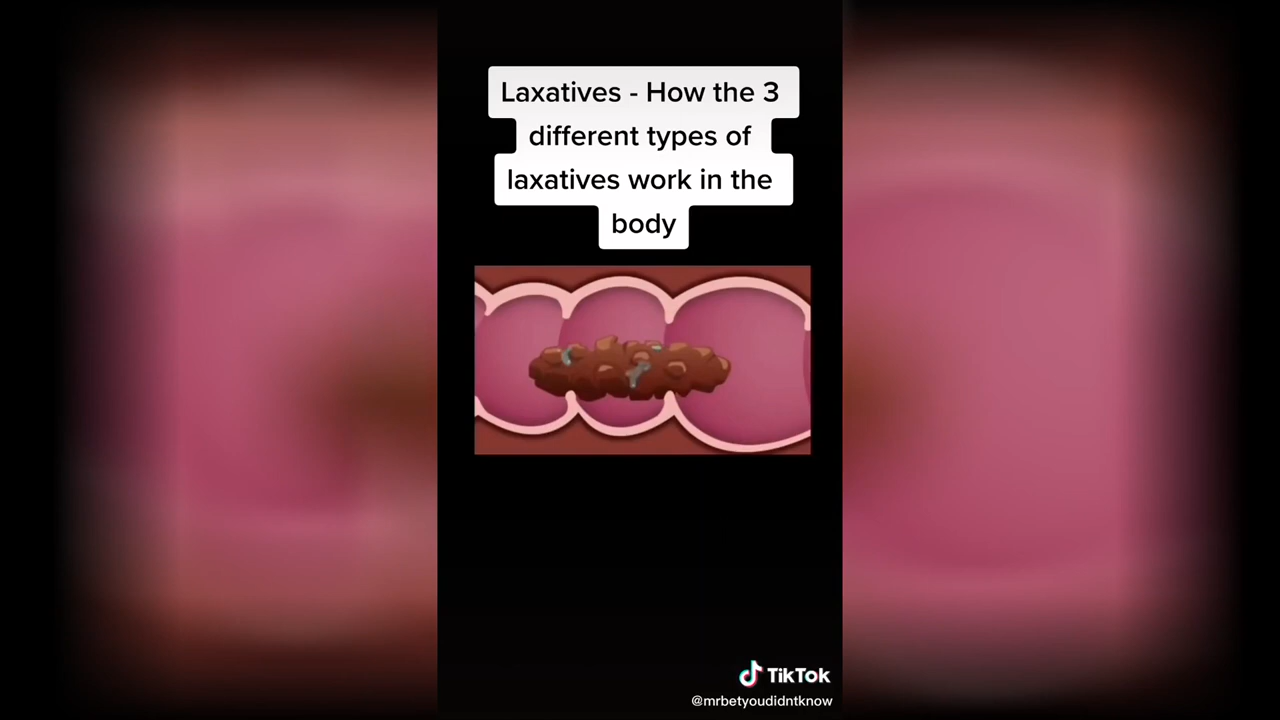 Laxatives - How the 3
different types of
laxatives work in the
body
TikTok
@mrbetyoudidntknow